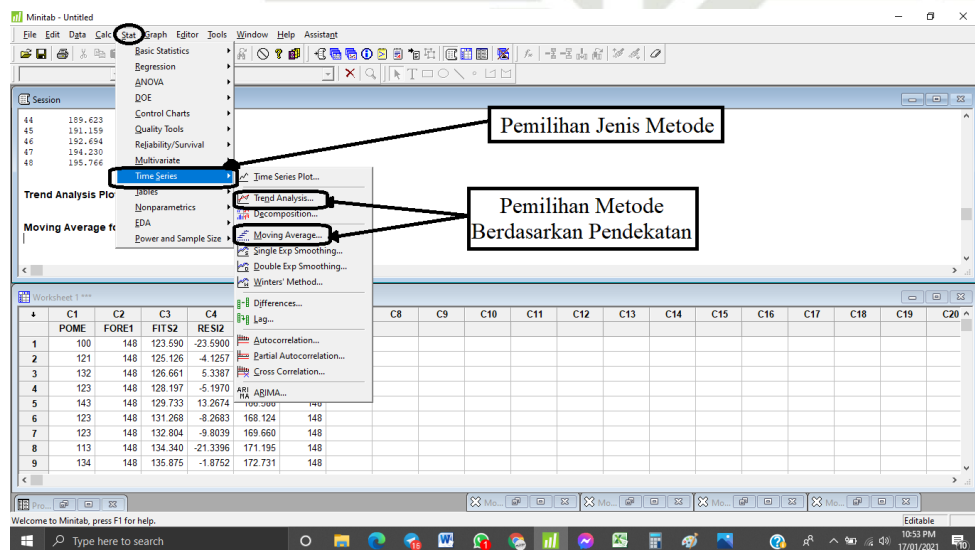 Minitab - Untitled
File Edit Data Calc Stat Graph Editor Tools Window Help Assistant
Basic Statistics
Regression
ANOVA
DOE
Control Charts
Quality Tools
Reliability/Survival
Multivariate
Time Series
Tables
Nonparametrics
EDA
Power and Sample Size
Time Series Plot...
Trend Analysis...
Decomposition...
Moving Average...
Single Exp Smoothing...
Double Exp Smoothing...
Winters' Method...
Differences...
Lag...
Autocorrelation...
Partial Autocorrelation...
Cross Correlation...
ARIMA...
Pemilihan Jenis Metode
Pemilihan Metode
Berdasarkan Pendekatan
Session
44 189.623
45 191.159
46 192.694
47 194.230
48 195.766
Trend Analysis
Moving Average
Worksheet 1 ***
C1 C2 C3 C4 C8 C9 C10 C11 C12 C13 C14 C15 C16 C17 C18 C19 C20
POME FORE1 FITS2 RESI2
1 100 148 123.590 -23.5900
2 121 148 125.126 -4.1257
3 132 148 126.661 5.3387
4 123 148 128.197 -5.1970
5 143 148 129.733 13.2674
6 123 148 131.268 -8.2683 168.124 148
7 123 148 132.804 -9.8039 169.660 148
8 113 148 134.340 -21.3396 171.195 148
9 134 148 135.875 -1.8752 172.731 148
Pro... Mo... Mo... Mo... Mo...
Welcome to Minitab, press F1 for help. Editable
Type here to search
10:53 PM
17/01/2021